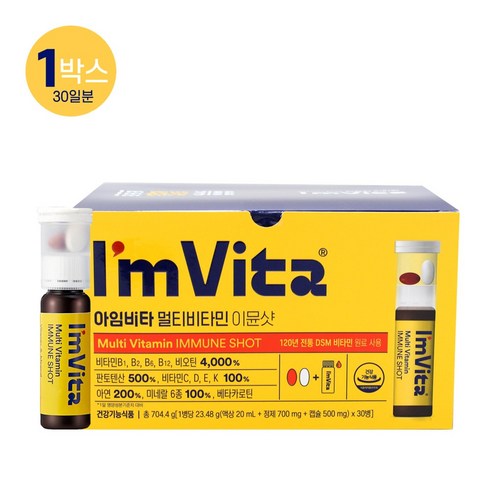 1박스
30일분
I'mVita®
아임비타 멀티비타민 이뮨샷
Multi Vitamin IMMUNE SHOT
120년 전통 DSM 비타민 원료 사용
비타민B1, B2, B6, B12, 비오틴 4,000%
판토텐산 500%, 비타민C, D, E, K 100%
아연 200%, 미네랄 6종 100%, 베타카로틴
건강기능식품 | 총 704.4 g[1병당 23.48 g(액상 20 mL + 정제 700 mg + 캡슐 500 mg) x 30병]
I'mVita
Multi Vitamin
IMMUNE SHOT
I'mVita
Multi Vitamin
IMMUNE SHOT